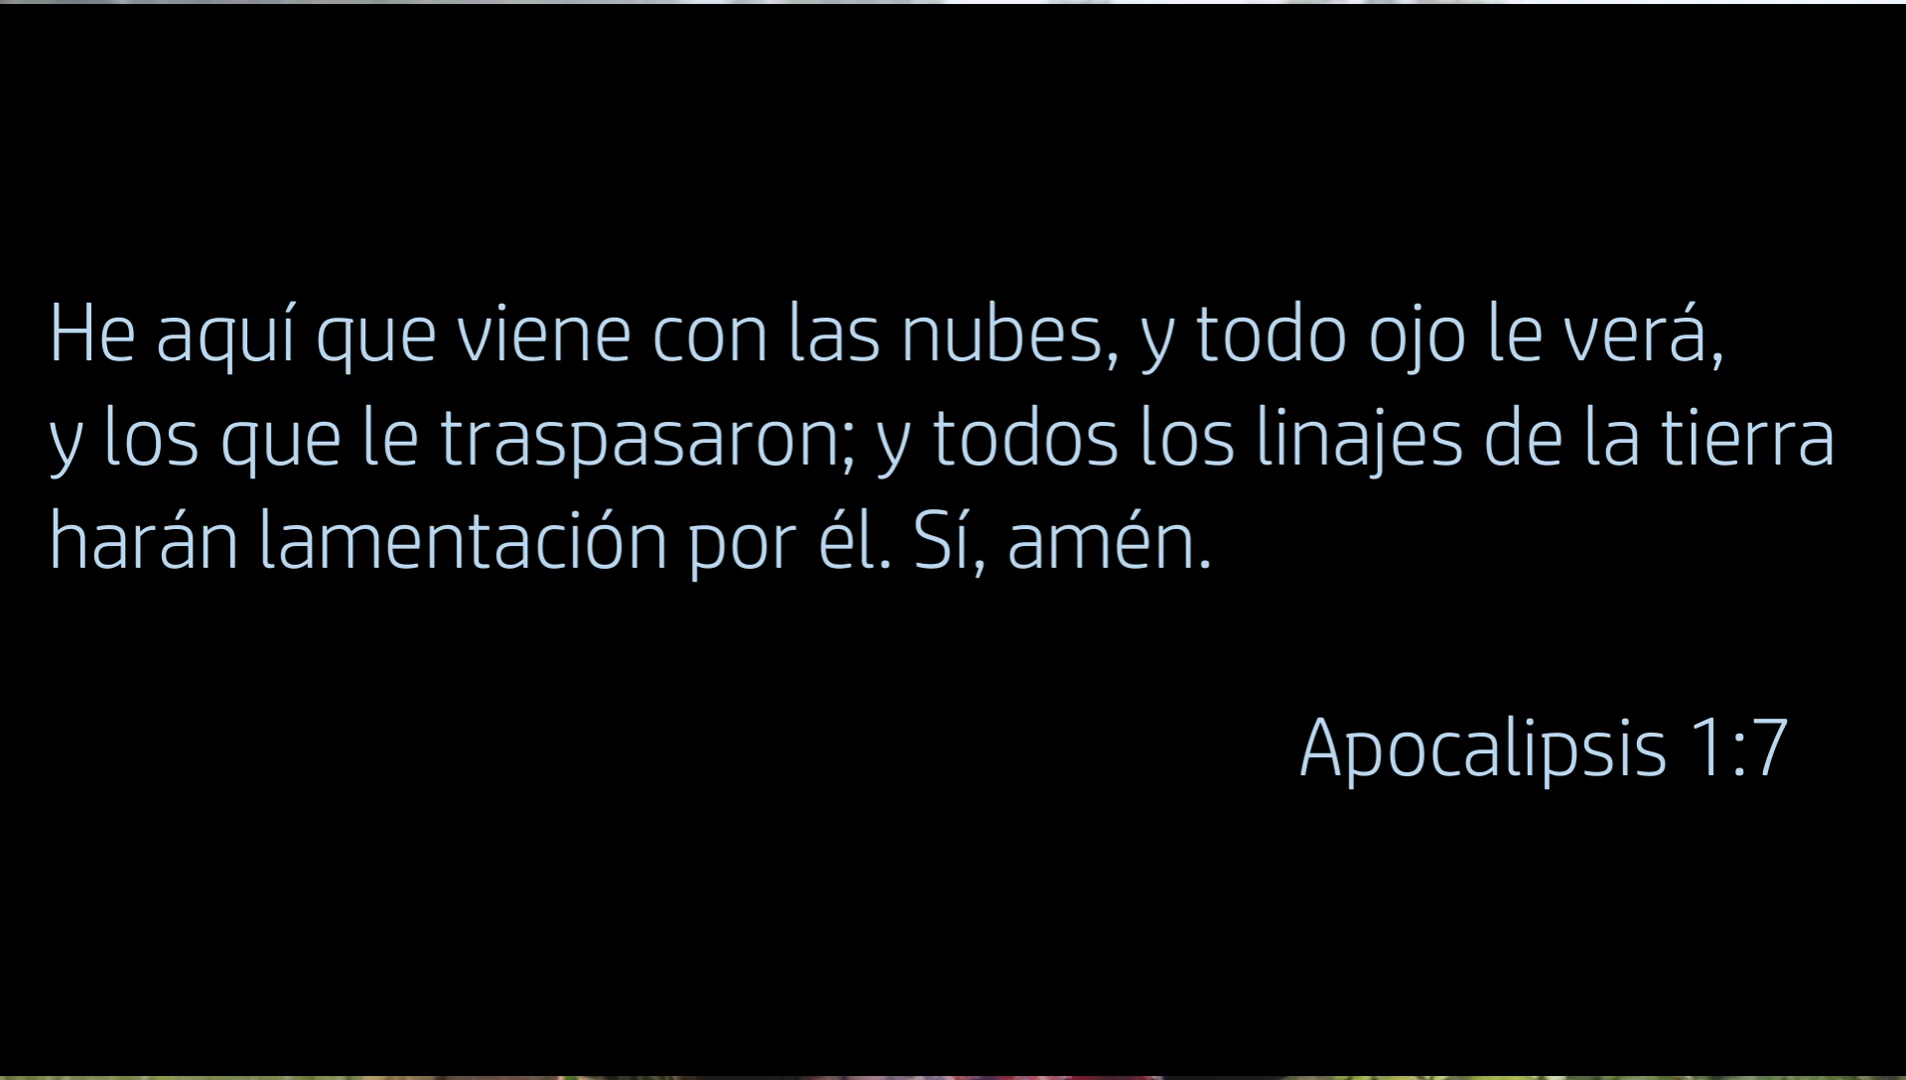 He aquí que viene con las nubes, y todo ojo le verá,
y los que le traspasaron; y todos los linajes de la tierra
harán lamentación por él. Sí, amén.
Apocalipsis 1:7